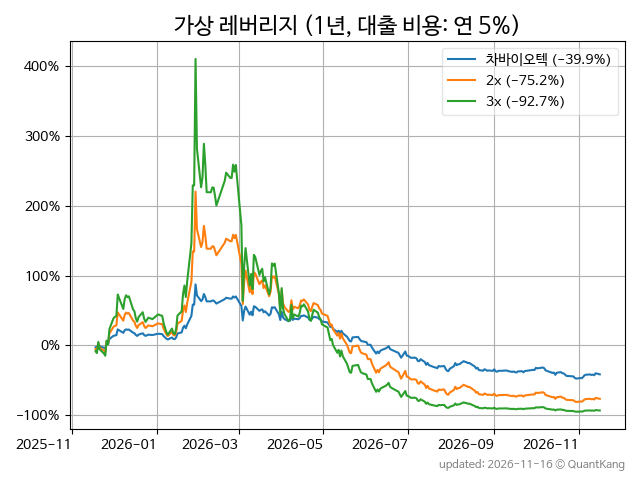 가상 레버리지 (1년, 대출 비용: 연 5%)
차바이오텍 (−39.9%)
2x (−75.2%)
3x (−92.7%)
400%
300%
200%
100%
0%
−100%
2025-11 2026-01 2026-03 2026-05 2026-07 2026-09 2026-11
updated: 2026-11-16 © QuantKang